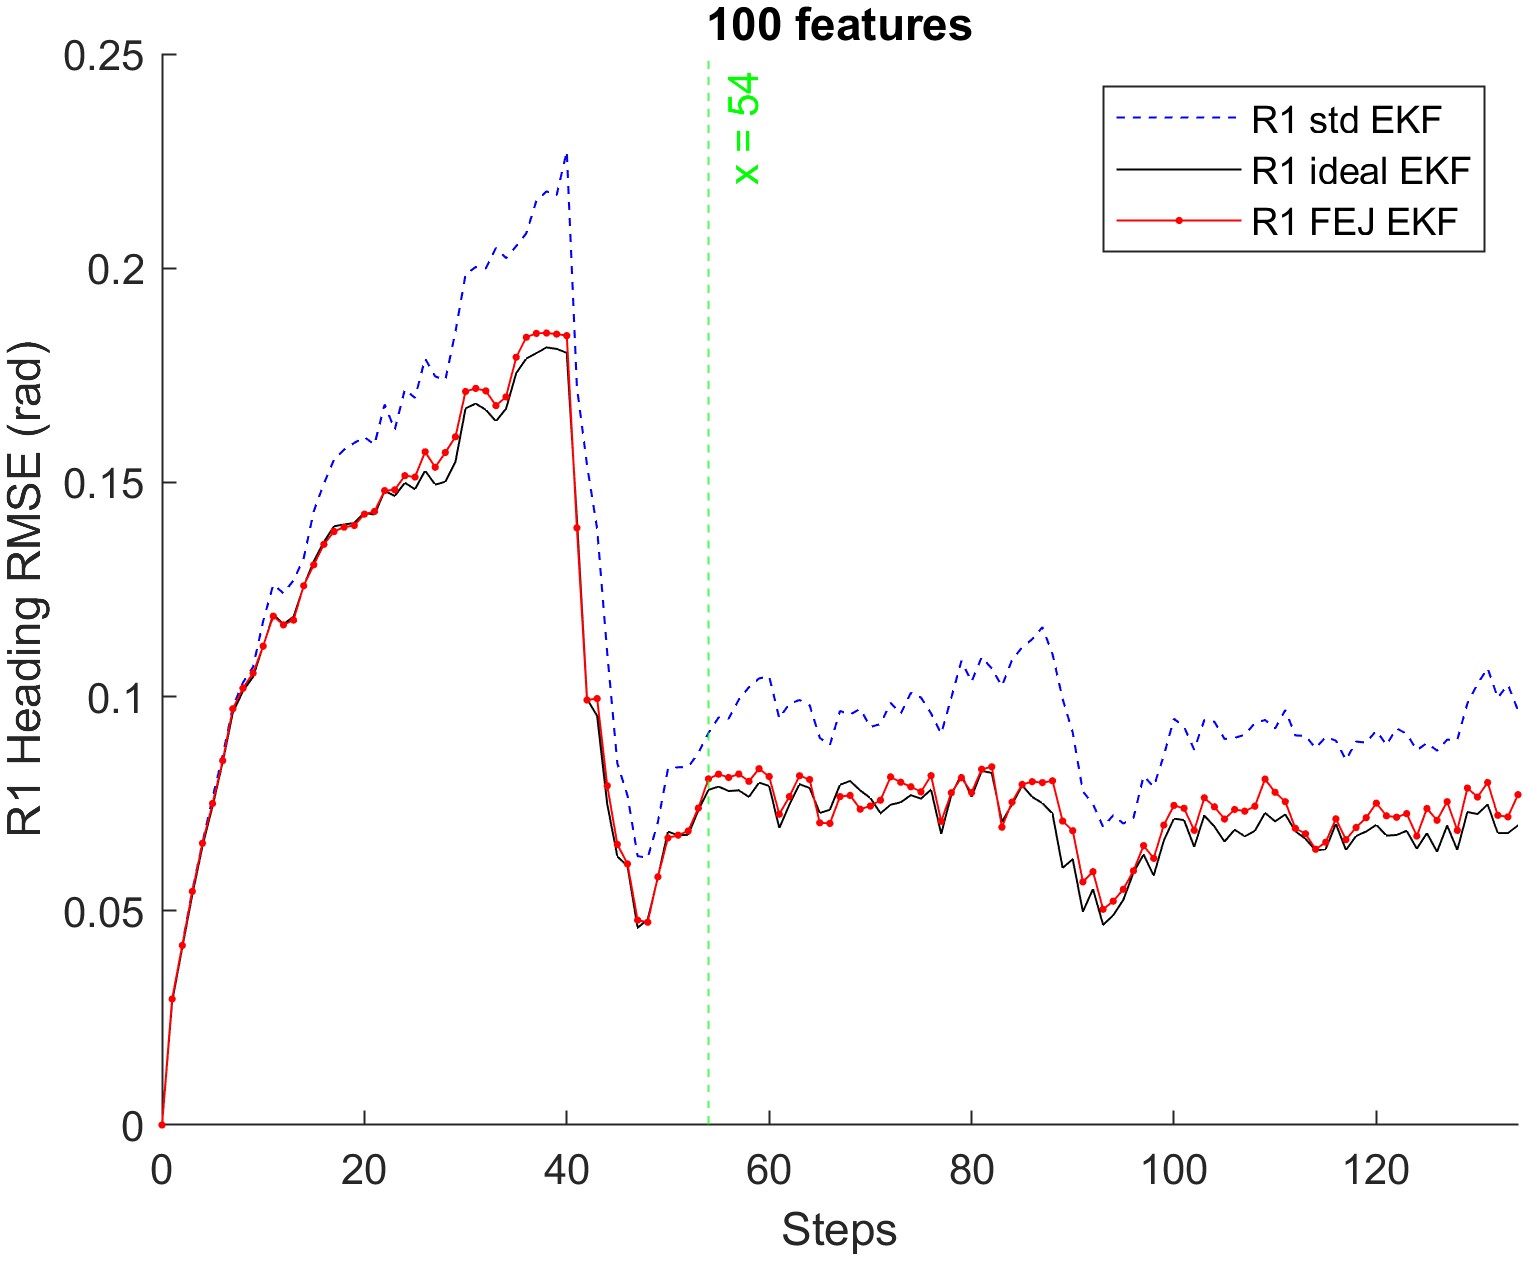 100 features
0.25
0.2
0.15
0.1
0.05
0
R1 Heading RMSE (rad)
x = 54
R1 std EKF
R1 ideal EKF
R1 FEJ EKF
0 20 40 60 80 100 120
Steps